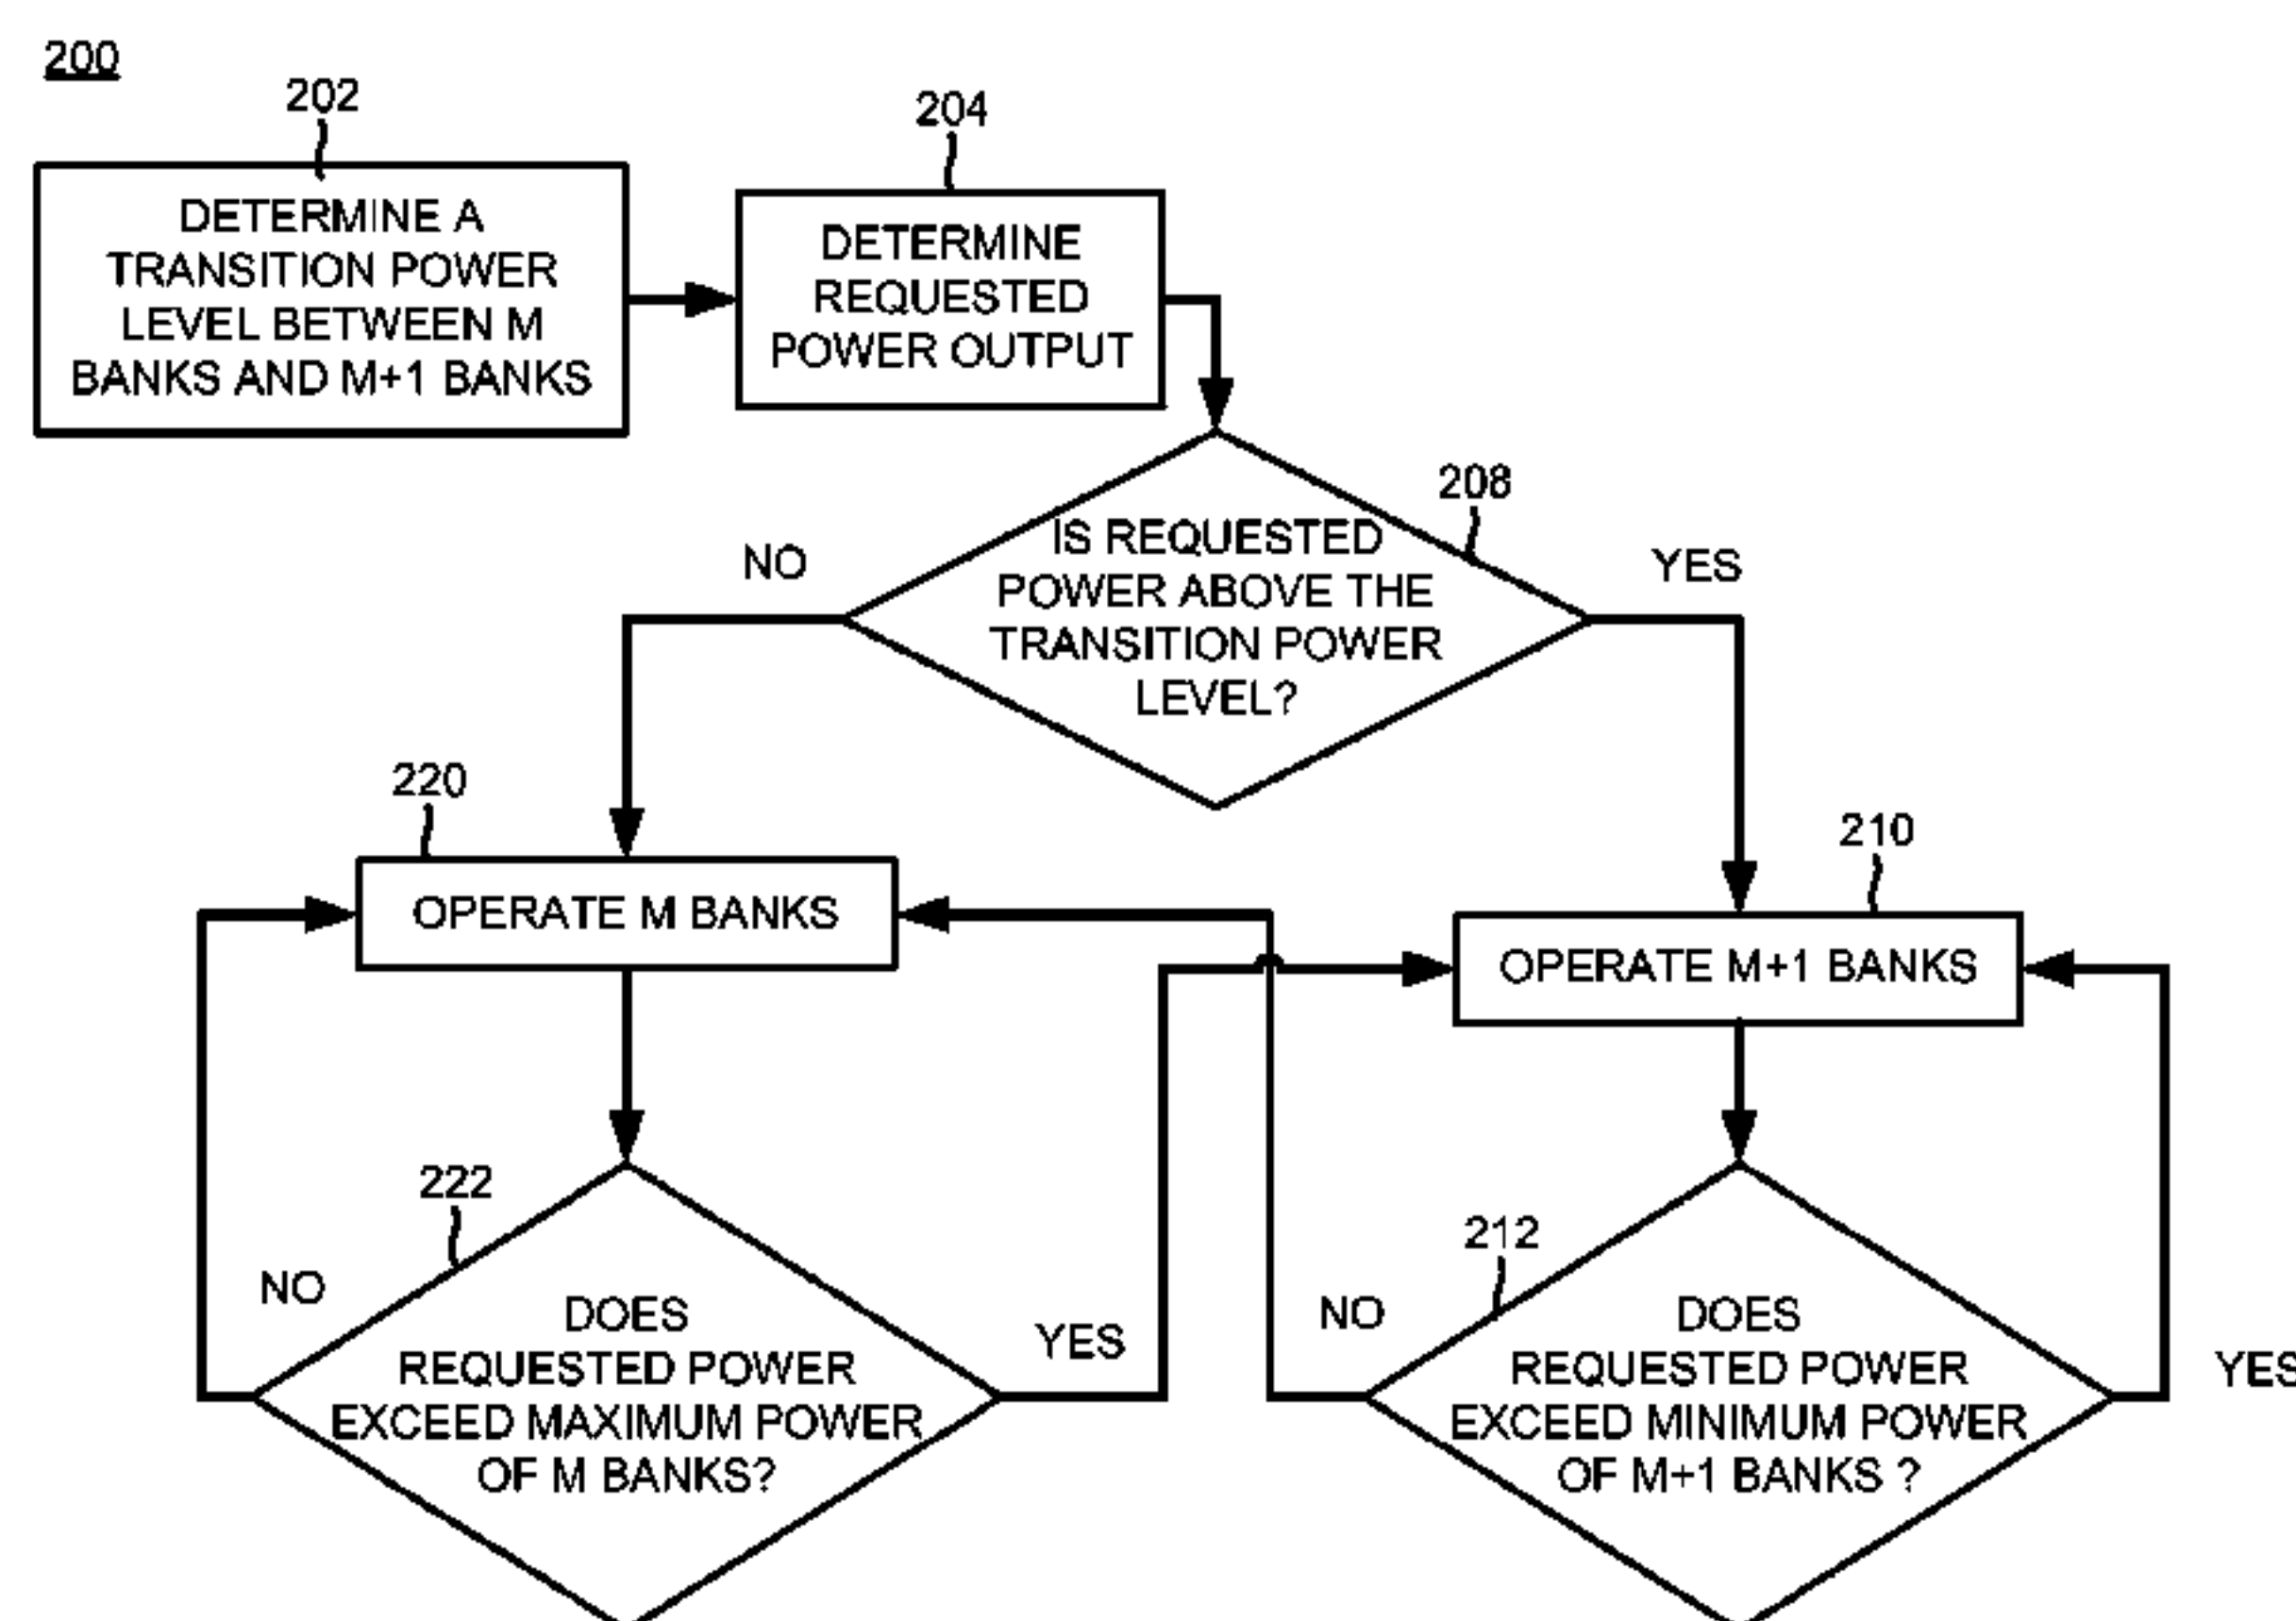 200
202
204
DETERMINE A
TRANSITION POWER
LEVEL BETWEEN M
BANKS AND M+1 BANKS
DETERMINE
REQUESTED
POWER OUTPUT
208
NO
IS REQUESTED
POWER ABOVE THE
TRANSITION POWER
LEVEL?
YES
220
210
OPERATE M BANKS
OPERATE M+1 BANKS
222
212
NO
DOES
REQUESTED POWER
EXCEED MAXIMUM POWER
OF M BANKS?
YES
NO
DOES
REQUESTED POWER
EXCEED MINIMUM POWER
OF M+1 BANKS ?
YES